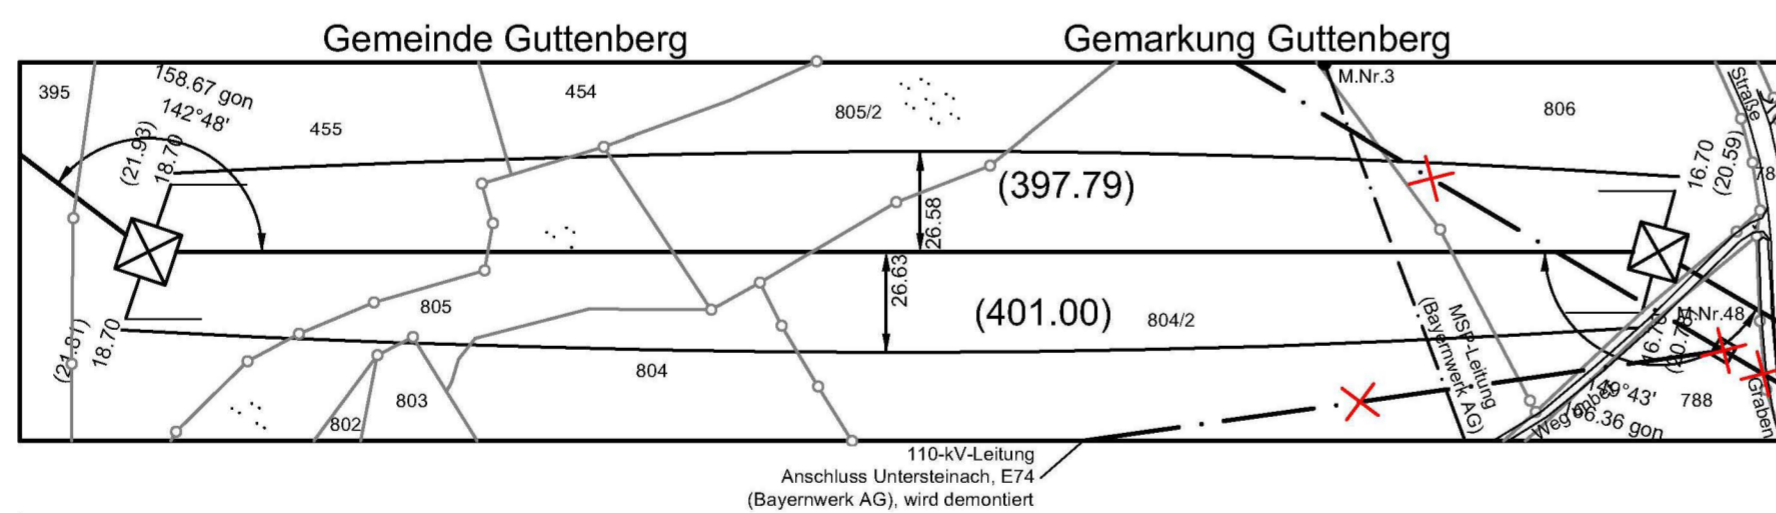 Gemeinde Guttenberg
Gemarkung Guttenberg
395
158.67 gon
142°48'
(21.93)
18.70
455
454
805/2
M.Nr.3
806
Straße
16.70
(20.59)
(397.79)
26.58
26.63
(401.00)
804/2
805
(21.81)
18.70
804
803
802
MSP-Leitung
(Bayernwerk AG)
M.Nr.48
149°43'
788
Graben
Weg
110-kV-Leitung
Anschluss Untersteinach, E74
(Bayernwerk AG), wird demontiert